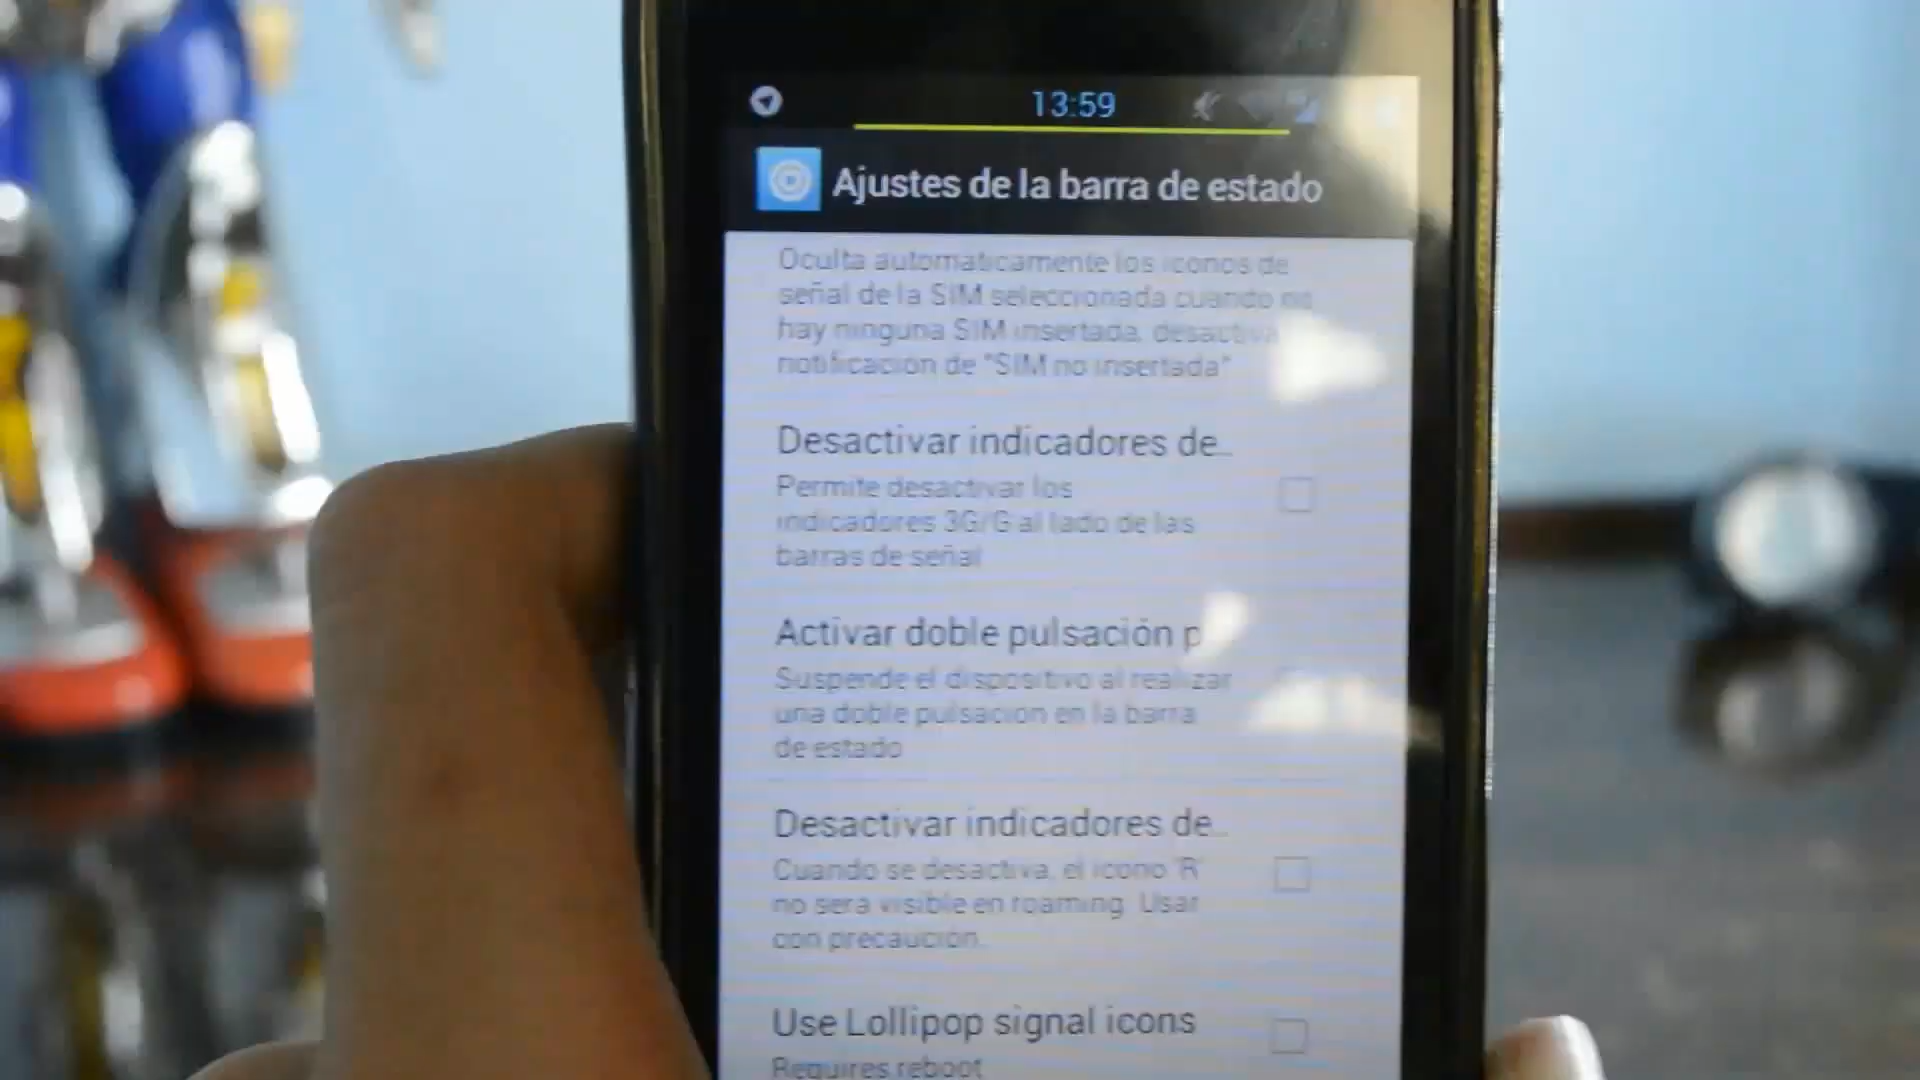 13:59
Ajustes de la barra de estado
Oculta automaticamente los iconos de
señal de la SIM seleccionada cuando no
hay ninguna SIM insertada, desactiva
notificación de "SIM no insertada"
Desactivar indicadores de...
Permite desactivar los
indicadores 3G/G al lado de las
barras de señal
Activar doble pulsación p
Suspende el dispositivo al realizar
una doble pulsación en la barra
de estado
Desactivar indicadores de...
Cuando se desactiva, el icono 'R'
no será visible en roaming. Usar
con precaución.
Use Lollipop signal icons
Requires reboot